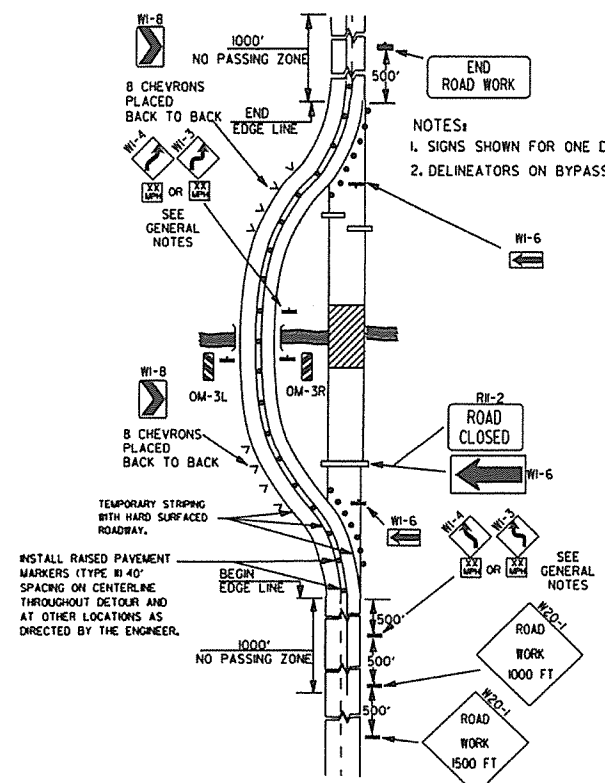 W1-8
1000'
NO PASSING ZONE
500'
END
ROAD WORK
8 CHEVRONS
PLACED
BACK TO BACK
END
EDGE LINE
NOTES:
1. SIGNS SHOWN FOR ONE D
2. DELINEATORS ON BYPASS
W1-4
W1-3
XX
MPH
OR
XX
MPH
SEE
GENERAL
NOTES
W1-6
W1-8
OM-3L
OM-3R
R11-2
ROAD
CLOSED
W1-6
8 CHEVRONS
PLACED
BACK TO BACK
TEMPORARY STRIPING
WITH HARD SURFACED
ROADWAY.
W1-6
W1-4
W1-3
XX
MPH
OR
XX
MPH
SEE
GENERAL
NOTES
INSTALL RAISED PAVEMENT
MARKERS (TYPE II) 40'
SPACING ON CENTERLINE
THROUGHOUT DETOUR AND
AT OTHER LOCATIONS AS
DIRECTED BY THE ENGINEER.
BEGIN
EDGE LINE
1000'
NO PASSING ZONE
500'
500'
500'
W20-1
ROAD
WORK
1000 FT
W20-1
ROAD
WORK
1500 FT